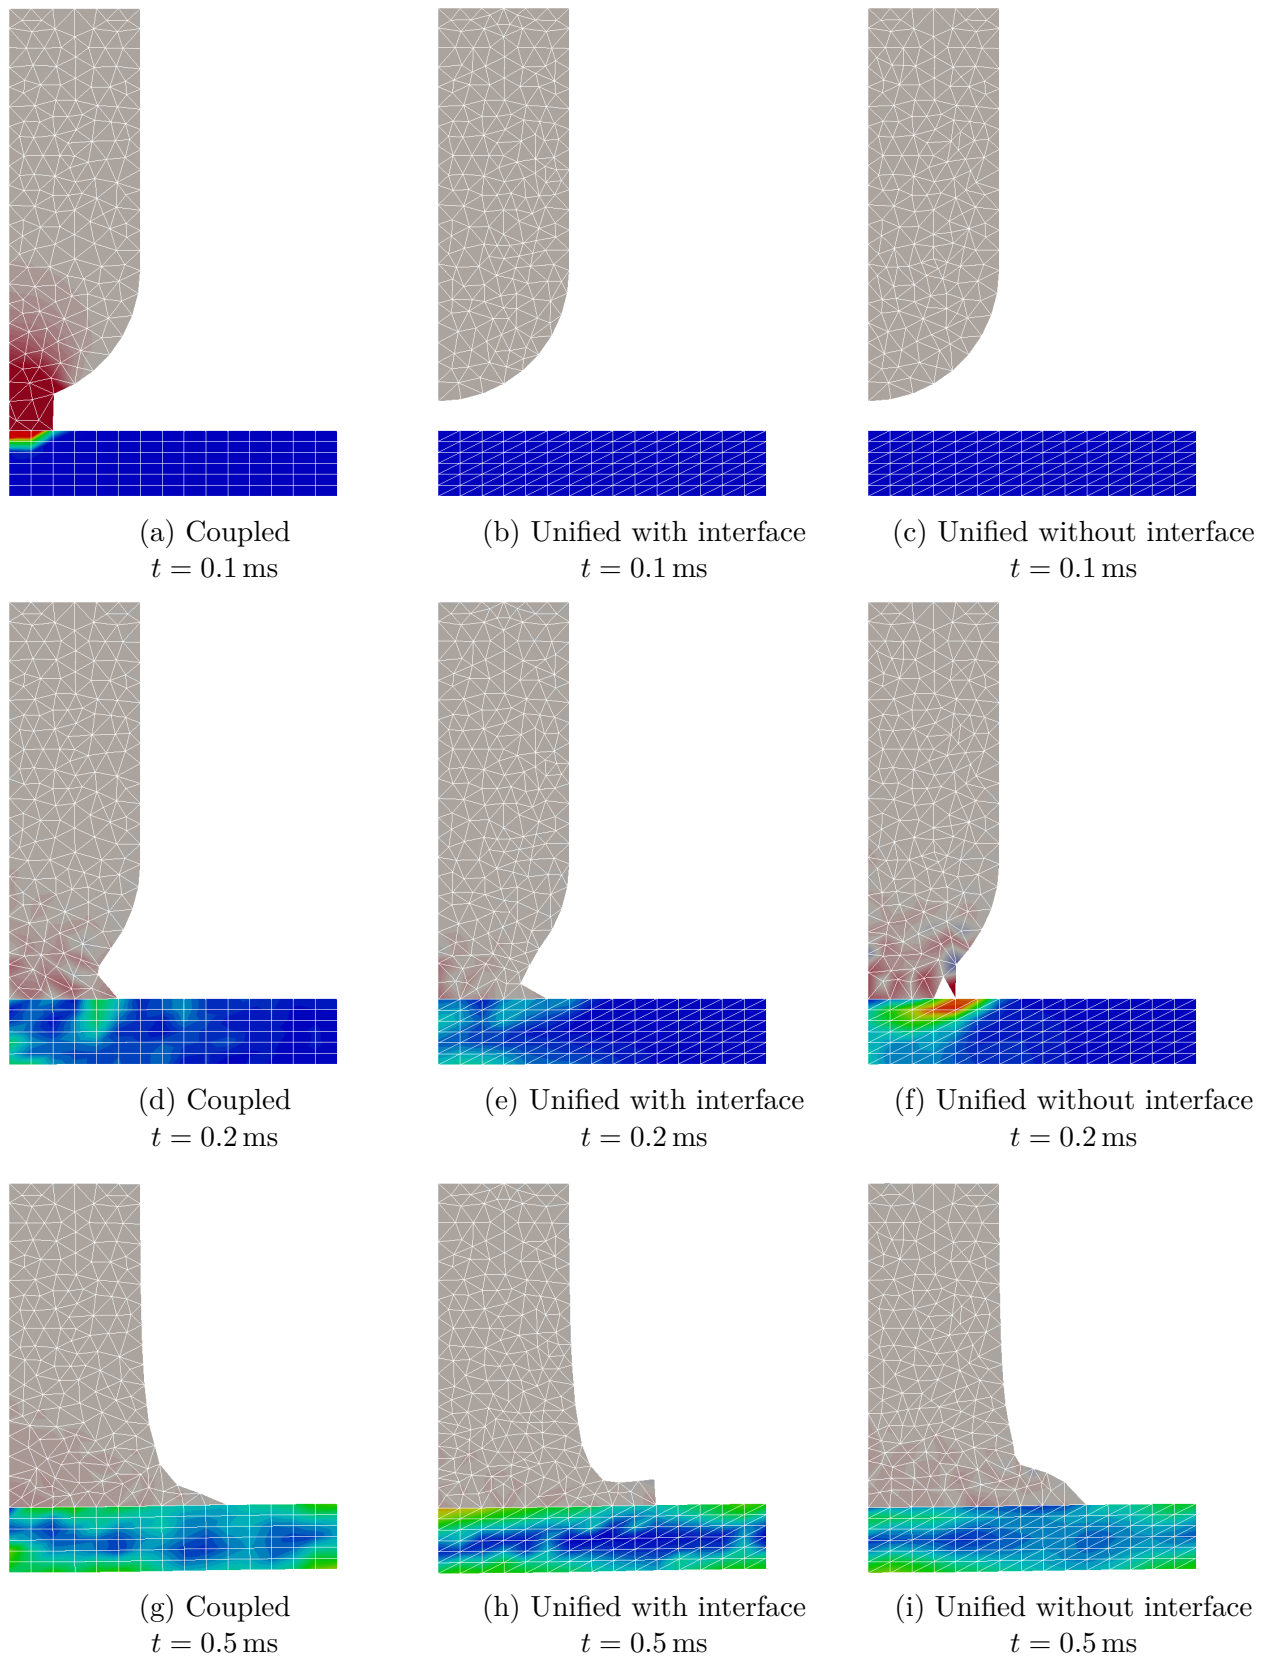 (a) Coupled
t = 0.1 ms
(b) Unified with interface
t = 0.1 ms
(c) Unified without interface
t = 0.1 ms
(d) Coupled
t = 0.2 ms
(e) Unified with interface
t = 0.2 ms
(f) Unified without interface
t = 0.2 ms
(g) Coupled
t = 0.5 ms
(h) Unified with interface
t = 0.5 ms
(i) Unified without interface
t = 0.5 ms